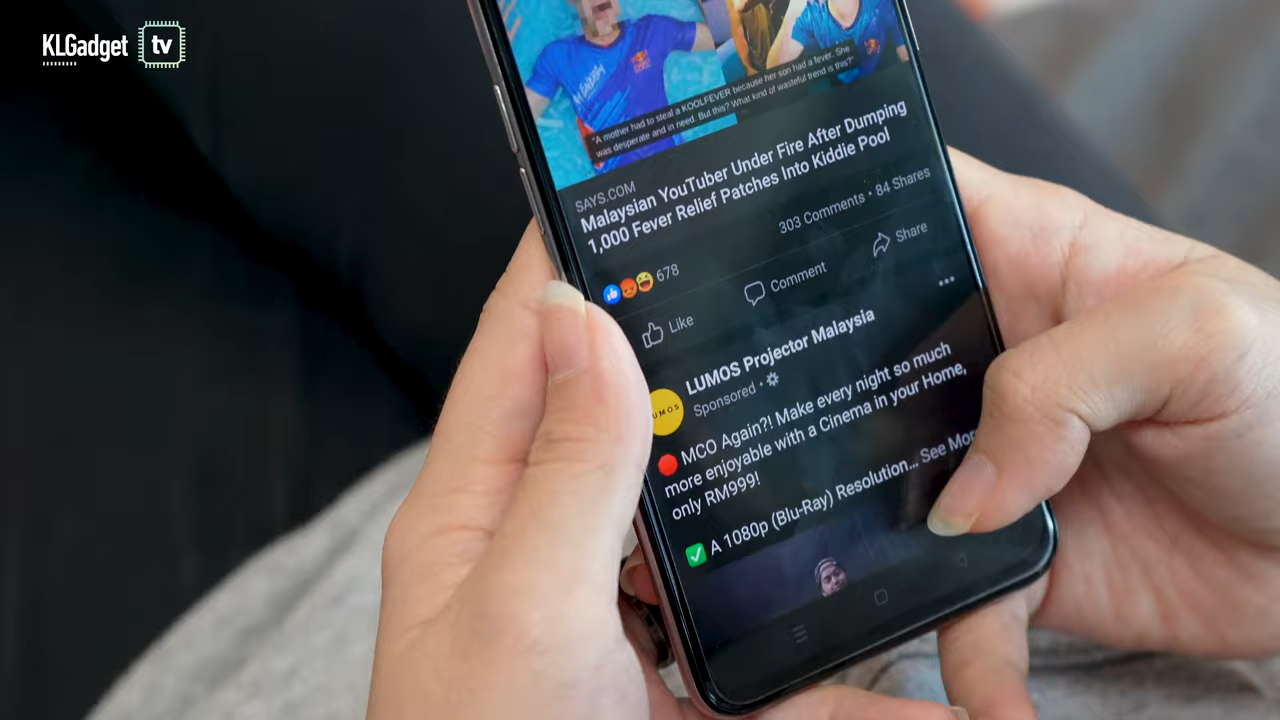 KLGadget tv
"A mother had to steal a KOOLFEVER because her son had a fever. She
was desperate and in need. But this? What kind of wasteful trend is this?"
SAYS.COM
Malaysian YouTuber Under Fire After Dumping
1,000 Fever Relief Patches Into Kiddie Pool
678
303 Comments • 84 Shares
Like
Comment
Share
LUMOS Projector Malaysia
Sponsored •
UMOS
MCO Again?! Make every night so much
more enjoyable with a Cinema in your Home,
only RM999!
A 1080p (Blu-Ray) Resolution... See Mor